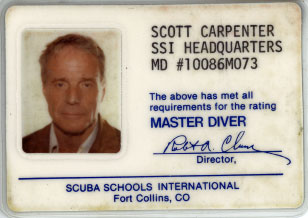 SCOTT CARPENTER
SSI HEADQUARTERS
MD #10086M073
The above has met all
requirements for the rating
MASTER DIVER
Director,
SCUBA SCHOOLS INTERNATIONAL
Fort Collins, CO